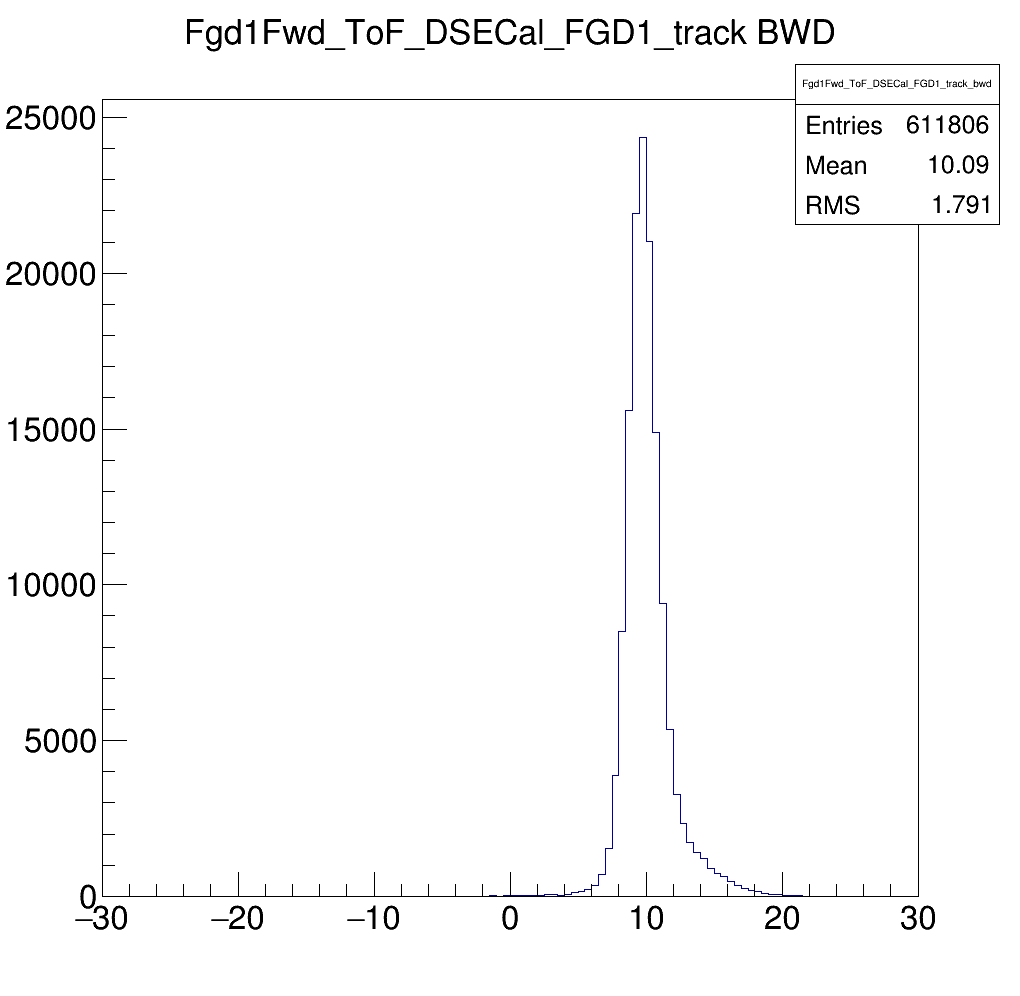 Fgd1Fwd_ToF_DSECal_FGD1_track BWD
Fgd1Fwd_ToF_DSECal_FGD1_track_bwd
Entries 611806
Mean 10.09
RMS 1.791
25000
20000
15000
10000
5000
0
−30 −20 −10 0 10 20 30